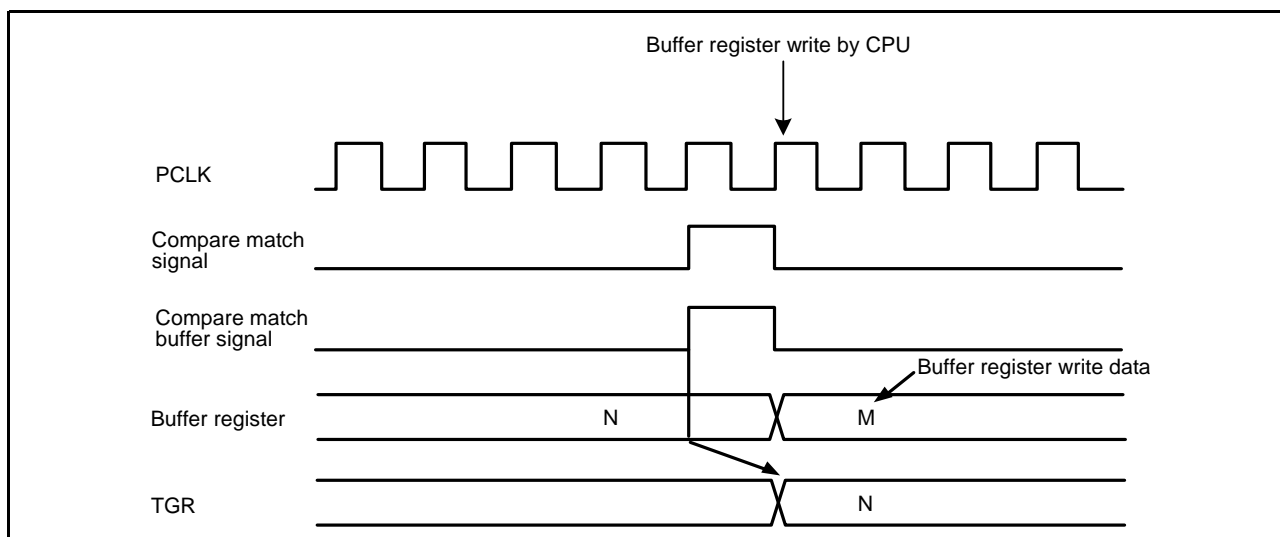 Buffer register write by CPU
PCLK
Compare match
signal
Compare match
buffer signal
Buffer register write data
Buffer register
N
M
TGR
N